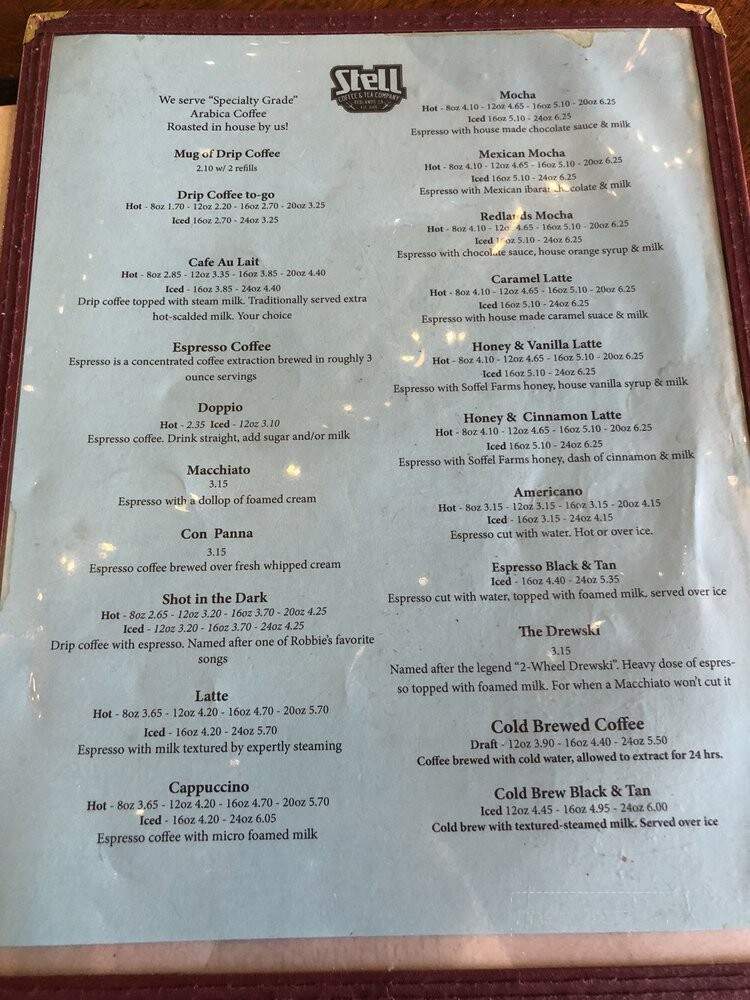 Stell
COFFEE & TEA COMPANY
REDLANDS, CA
We serve "Specialty Grade"
Arabica Coffee
Roasted in house by us!
Mug of Drip Coffee
2.10 w/ 2 refills
Drip Coffee to-go
Hot - 8oz 1.70 - 12oz 2.20 - 16oz 2.70 - 20oz 3.25
Iced 16oz 2.70 - 24oz 3.25
Cafe Au Lait
Hot - 8oz 2.85 - 12oz 3.35 - 16oz 3.85 - 20oz 4.40
Iced - 16oz 3.85 - 24oz 4.40
Drip coffee topped with steam milk. Traditionally served extra
hot-scalded milk. Your choice
Espresso Coffee
Espresso is a concentrated coffee extraction brewed in roughly 3
ounce servings
Doppio
Hot - 2.35 Iced - 12oz 3.10
Espresso coffee. Drink straight, add sugar and/or milk
Macchiato
3.15
Espresso with a dollop of foamed cream
Con Panna
3.15
Espresso coffee brewed over fresh whipped cream
Shot in the Dark
Hot - 8oz 2.65 - 12oz 3.20 - 16oz 3.70 - 20oz 4.25
Iced - 12oz 3.20 - 16oz 3.70 - 24oz 4.25
Drip coffee with espresso. Named after one of Robbie's favorite
songs
Latte
Hot - 8oz 3.65 - 12oz 4.20 - 16oz 4.70 - 20oz 5.70
Iced - 16oz 4.20 - 24oz 5.70
Espresso with milk textured by expertly steaming
Cappuccino
Hot - 8oz 3.65 - 12oz 4.20 - 16oz 4.70 - 20oz 5.70
Iced - 16oz 4.20 - 24oz 6.05
Espresso coffee with micro foamed milk
Mocha
Hot - 8oz 4.10 - 12oz 4.65 - 16oz 5.10 - 20oz 6.25
Iced 16oz 5.10 - 24oz 6.25
Espresso with house made chocolate sauce & milk
Mexican Mocha
Hot - 8oz 4.10 - 12oz 4.65 - 16oz 5.10 - 20oz 6.25
Iced 16oz 5.10 - 24oz 6.25
Espresso with Mexican ibarra chocolate & milk
Redlands Mocha
Hot - 8oz 4.10 - 12oz 4.65 - 16oz 5.10 - 20oz 6.25
Iced 16oz 5.10 - 24oz 6.25
Espresso with chocolate sauce, house orange syrup & milk
Caramel Latte
Hot - 8oz 4.10 - 12oz 4.65 - 16oz 5.10 - 20oz 6.25
Iced 16oz 5.10 - 24oz 6.25
Espresso with house made caramel suace & milk
Honey & Vanilla Latte
Hot - 8oz 4.10 - 12oz 4.65 - 16oz 5.10 - 20oz 6.25
Iced 16oz 5.10 - 24oz 6.25
Espresso with Soffel Farms honey, house vanilla syrup & milk
Honey & Cinnamon Latte
Hot - 8oz 4.10 - 12oz 4.65 - 16oz 5.10 - 20oz 6.25
Iced 16oz 5.10 - 24oz 6.25
Espresso with Soffel Farms honey, dash of cinnamon & milk
Americano
Hot - 8oz 3.15 - 12oz 3.15 - 16oz 3.15 - 20oz 4.15
Iced - 16oz 3.15 - 24oz 4.15
Espresso cut with water. Hot or over ice.
Espresso Black & Tan
Iced - 16oz 4.40 - 24oz 5.35
Espresso cut with water, topped with foamed milk, served over ice
The Drewski
3.15
Named after the legend "2-Wheel Drewski". Heavy dose of espres-
so topped with foamed milk. For when a Macchiato won't cut it
Cold Brewed Coffee
Draft - 12oz 3.90 - 16oz 4.40 - 24oz 5.50
Coffee brewed with cold water, allowed to extract for 24 hrs.
Cold Brew Black & Tan
Iced 12oz 4.45 - 16oz 4.95 - 24oz 6.00
Cold brew with textured-steamed milk. Served over ice